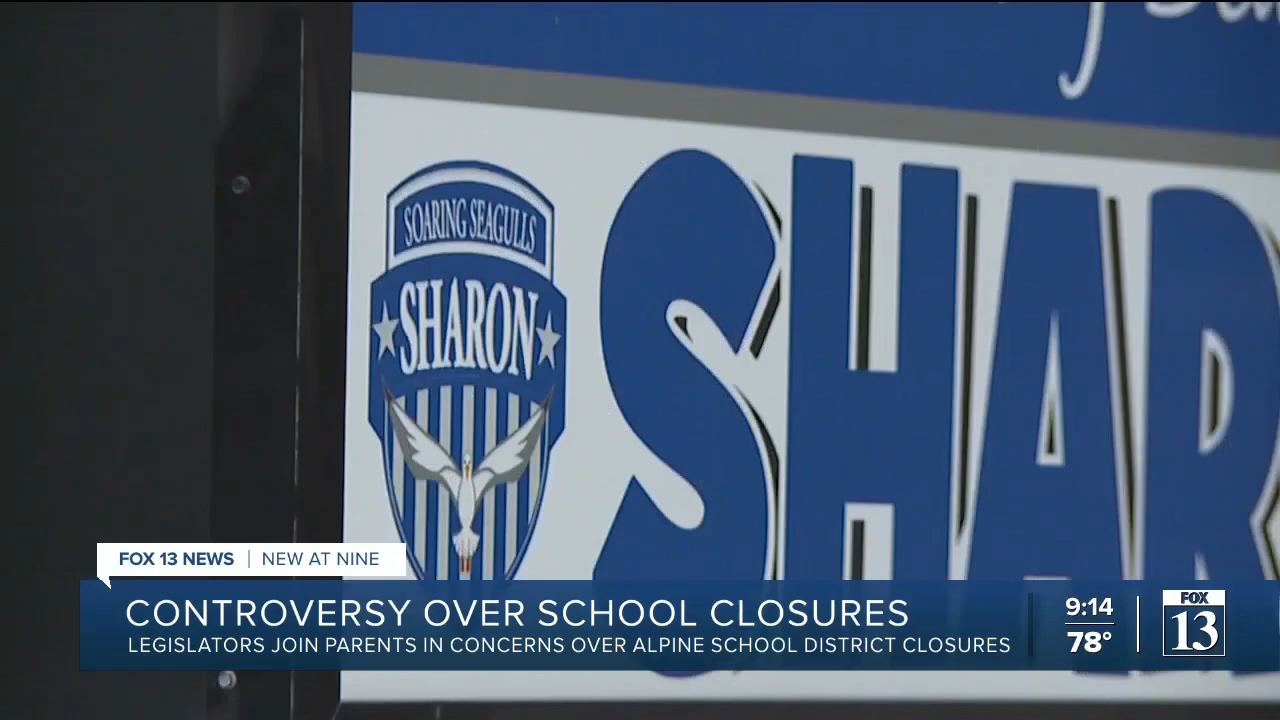 SOARING SEAGULLS
SHARON
SHAR
FOX 13 NEWS | NEW AT NINE
CONTROVERSY OVER SCHOOL CLOSURES
LEGISLATORS JOIN PARENTS IN CONCERNS OVER ALPINE SCHOOL DISTRICT CLOSURES
9:14
78°
FOX
13